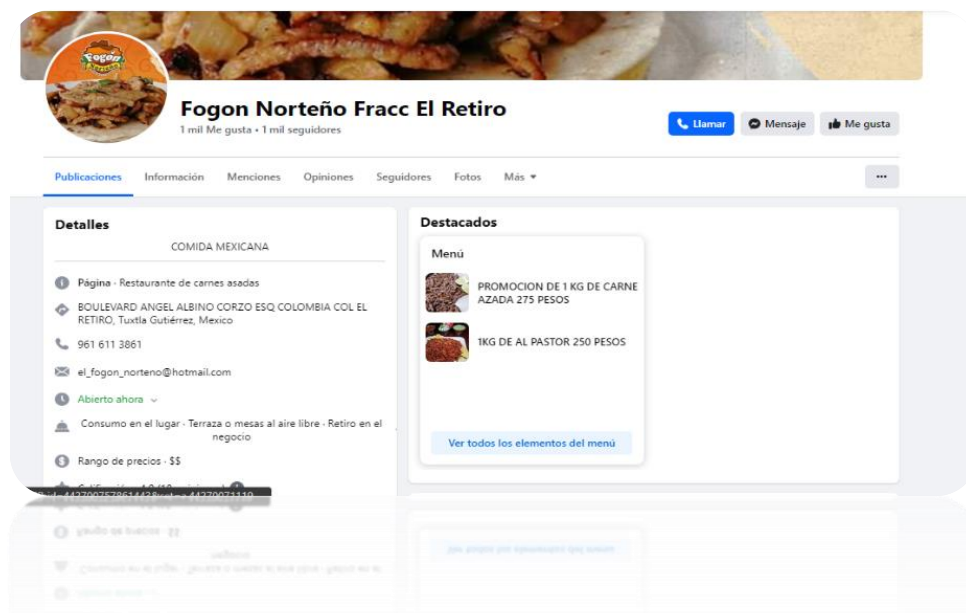 Fogon
Fogon Norteño Fracc El Retiro
1 mil Me gusta • 1 mil seguidores
Llamar
Mensaje
Me gusta
Publicaciones
Información
Menciones
Opiniones
Seguidores
Fotos
Más
Detalles
COMIDA MEXICANA
Página · Restaurante de carnes asadas
BOULEVARD ANGEL ALBINO CORZO ESQ COLOMBIA COL EL
RETIRO, Tuxtla Gutiérrez, Mexico
961 611 3861
el_fogon_norteno@hotmail.com
Abierto ahora
Consumo en el lugar · Terraza o mesas al aire libre · Retiro en el
negocio
Rango de precios · $$
Destacados
Menú
PROMOCION DE 1 KG DE CARNE
AZADA 275 PESOS
1KG DE AL PASTOR 250 PESOS
Ver todos los elementos del menú